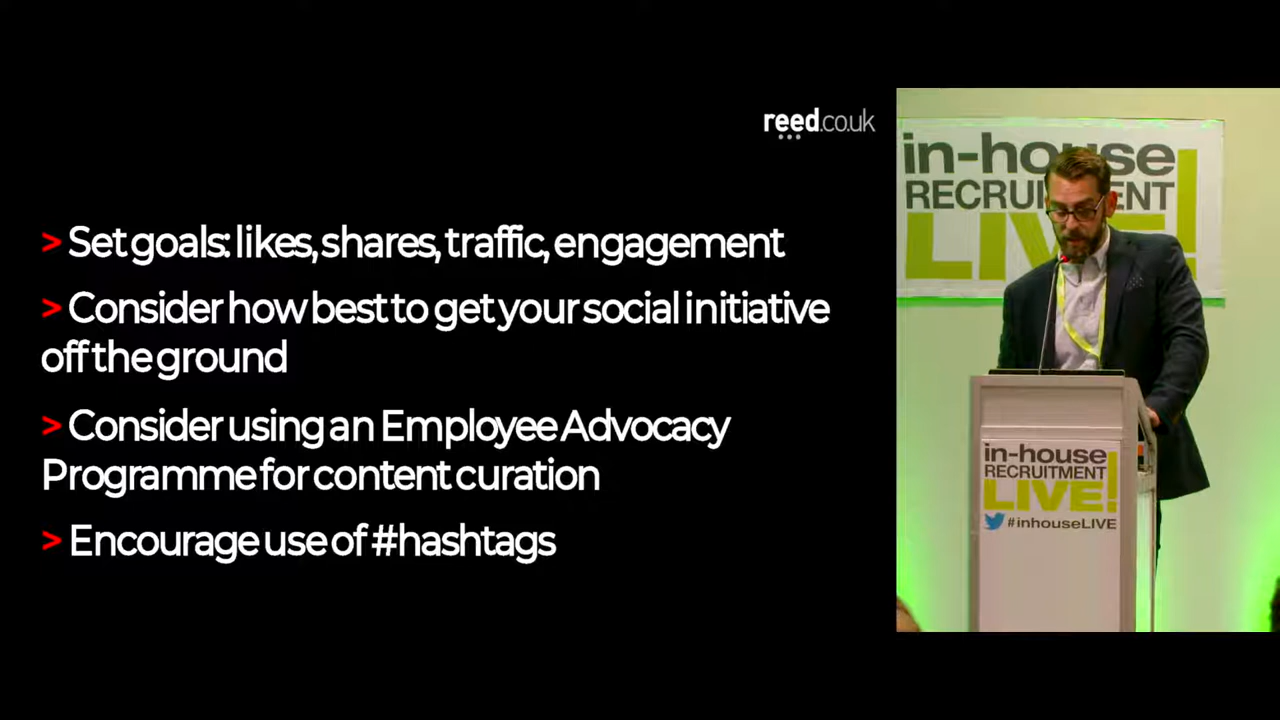 reed.co.uk
> Set goals: likes, shares, traffic, engagement
> Consider how best to get your social initiative
off the ground
> Consider using an Employee Advocacy
Programme for content curation
> Encourage use of #hashtags
in-house
RECRUITMENT
LIVE!
in-house
RECRUITMENT
LIVE!
#inhouseLIVE